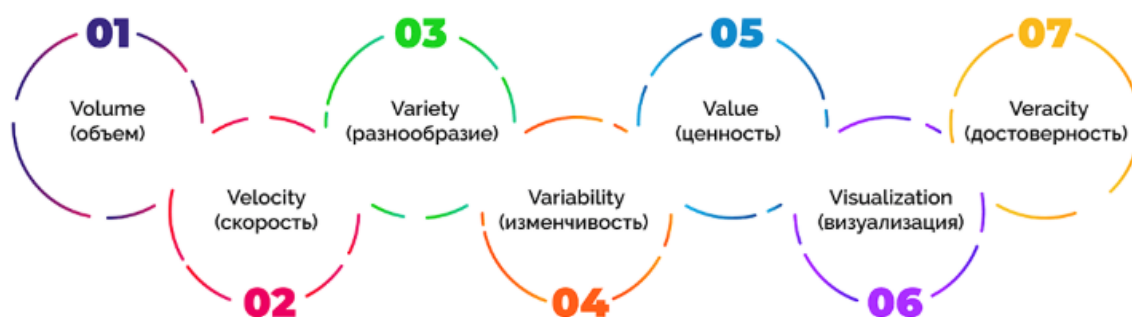 01
Volume
(объем)
02
Velocity
(скорость)
03
Variety
(разнообразие)
04
Variability
(изменчивость)
05
Value
(ценность)
06
Visualization
(визуализация)
07
Veracity
(достоверность)